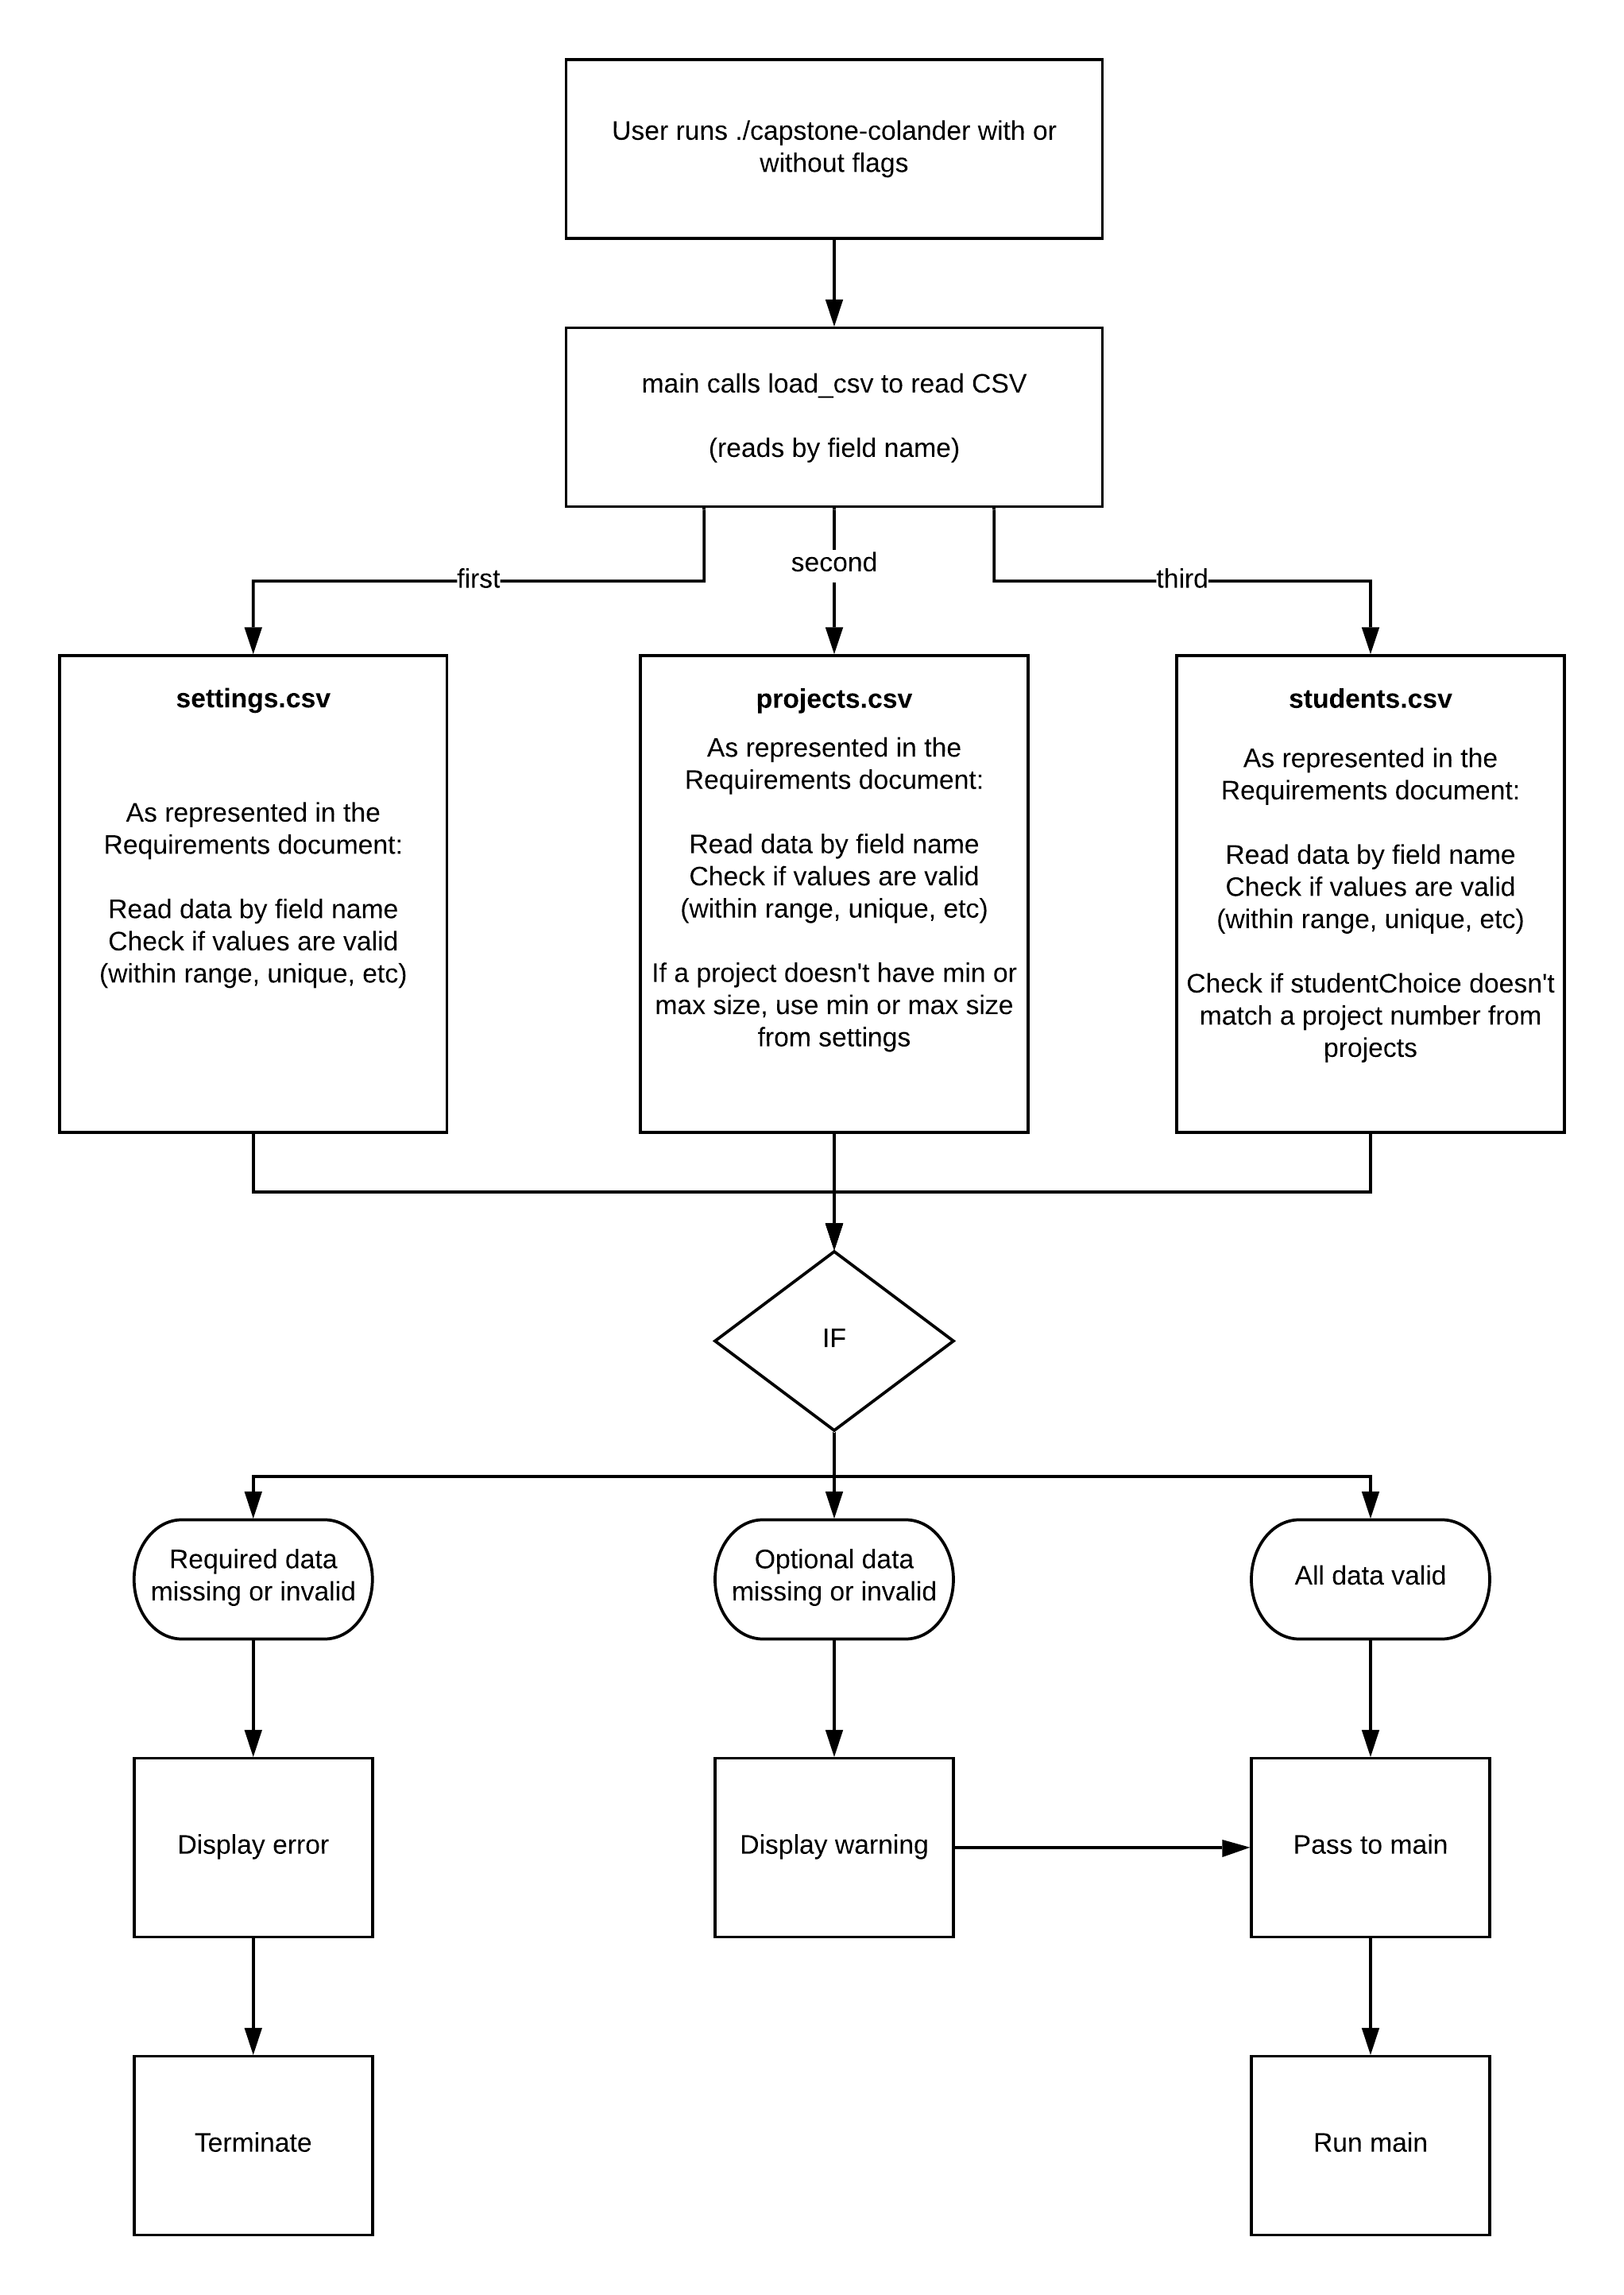 User runs ./capstone-colander with or
without flags
main calls load_csv to read CSV
(reads by field name)
first
second
third
settings.csv
As represented in the
Requirements document:
Read data by field name
Check if values are valid
(within range, unique, etc)
projects.csv
As represented in the
Requirements document:
Read data by field name
Check if values are valid
(within range, unique, etc)
If a project doesn't have min or
max size, use min or max size
from settings
students.csv
As represented in the
Requirements document:
Read data by field name
Check if values are valid
(within range, unique, etc)
Check if studentChoice doesn't
match a project number from
projects
IF
Required data
missing or invalid
Optional data
missing or invalid
All data valid
Display error
Display warning
Pass to main
Terminate
Run main